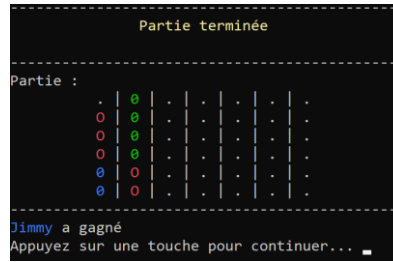 Partie terminée
Partie :
. | 0 | . | . | . | . | .
O | 0 | . | . | . | . | .
O | 0 | . | . | . | . | .
O | 0 | . | . | . | . | .
0 | O | . | . | . | . | .
0 | O | . | . | . | . | .
Jimmy a gagné
Appuyez sur une touche pour continuer...